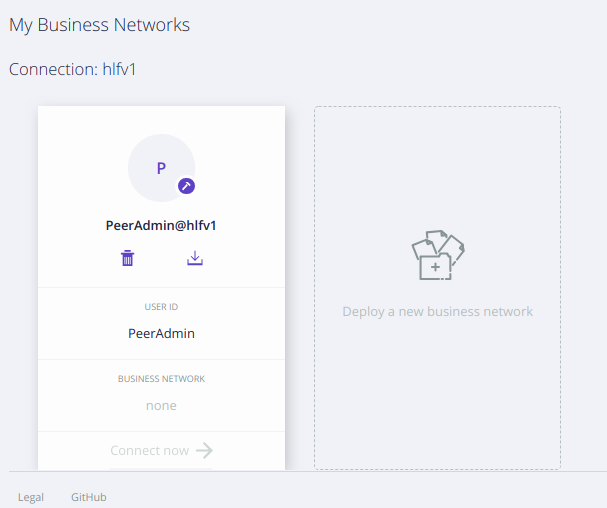 My Business Networks
Connection: hlfv1
P
PeerAdmin@hlfv1
USER ID
PeerAdmin
BUSINESS NETWORK
none
Connect now
Deploy a new business network
Legal
GitHub